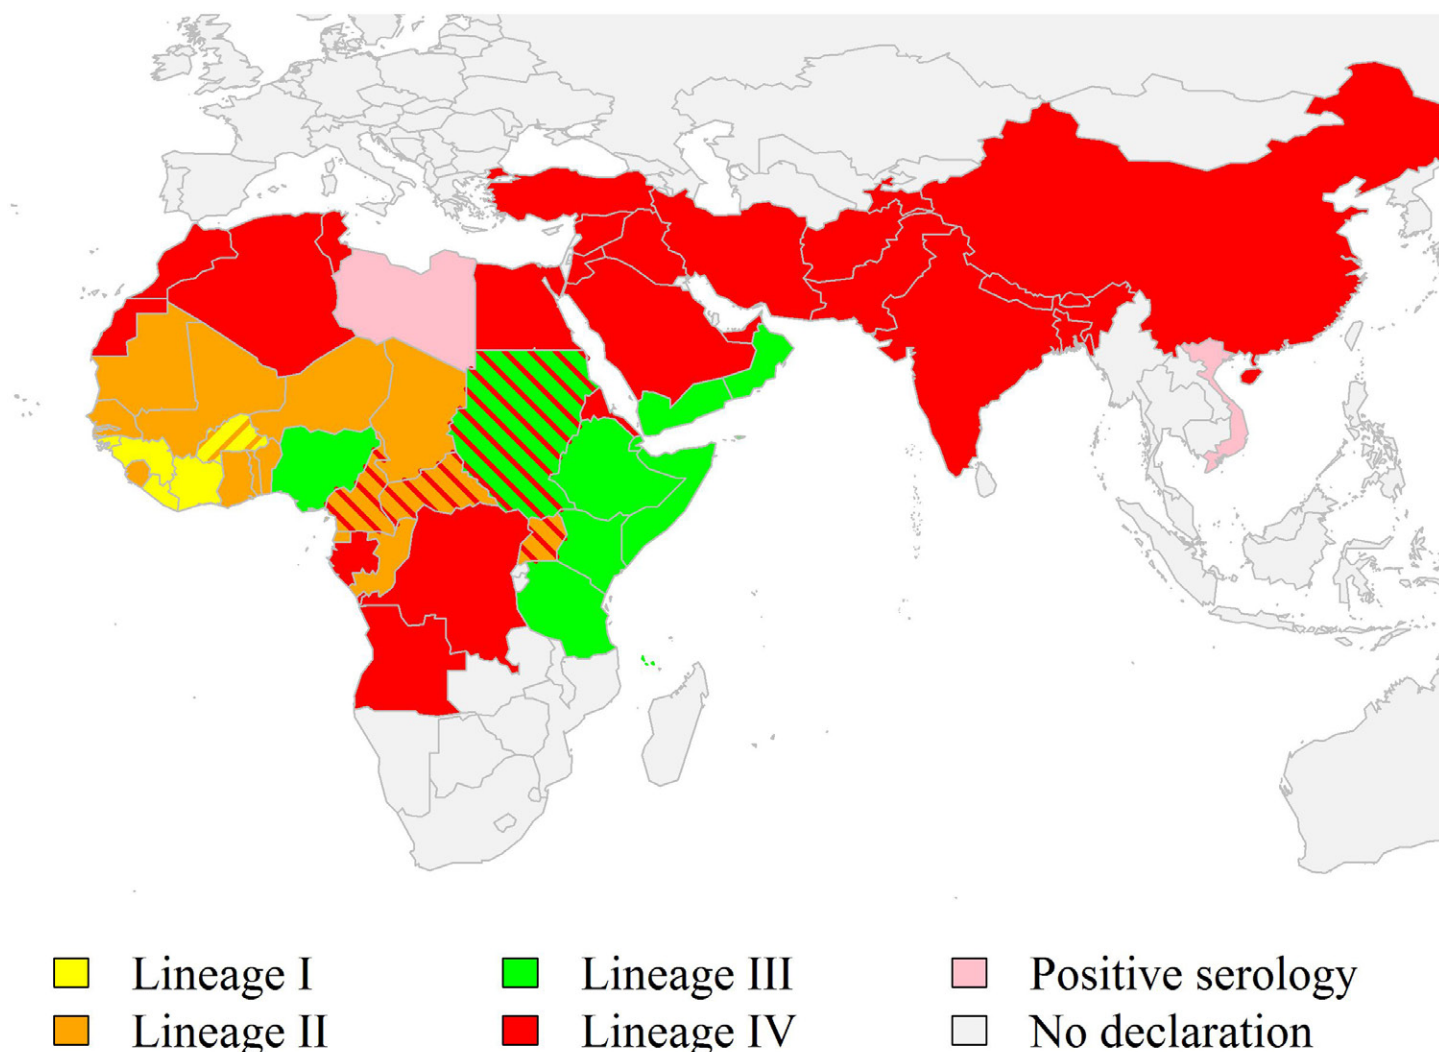 Lineage I
Lineage III
Positive serology
Lineage II
Lineage IV
No declaration